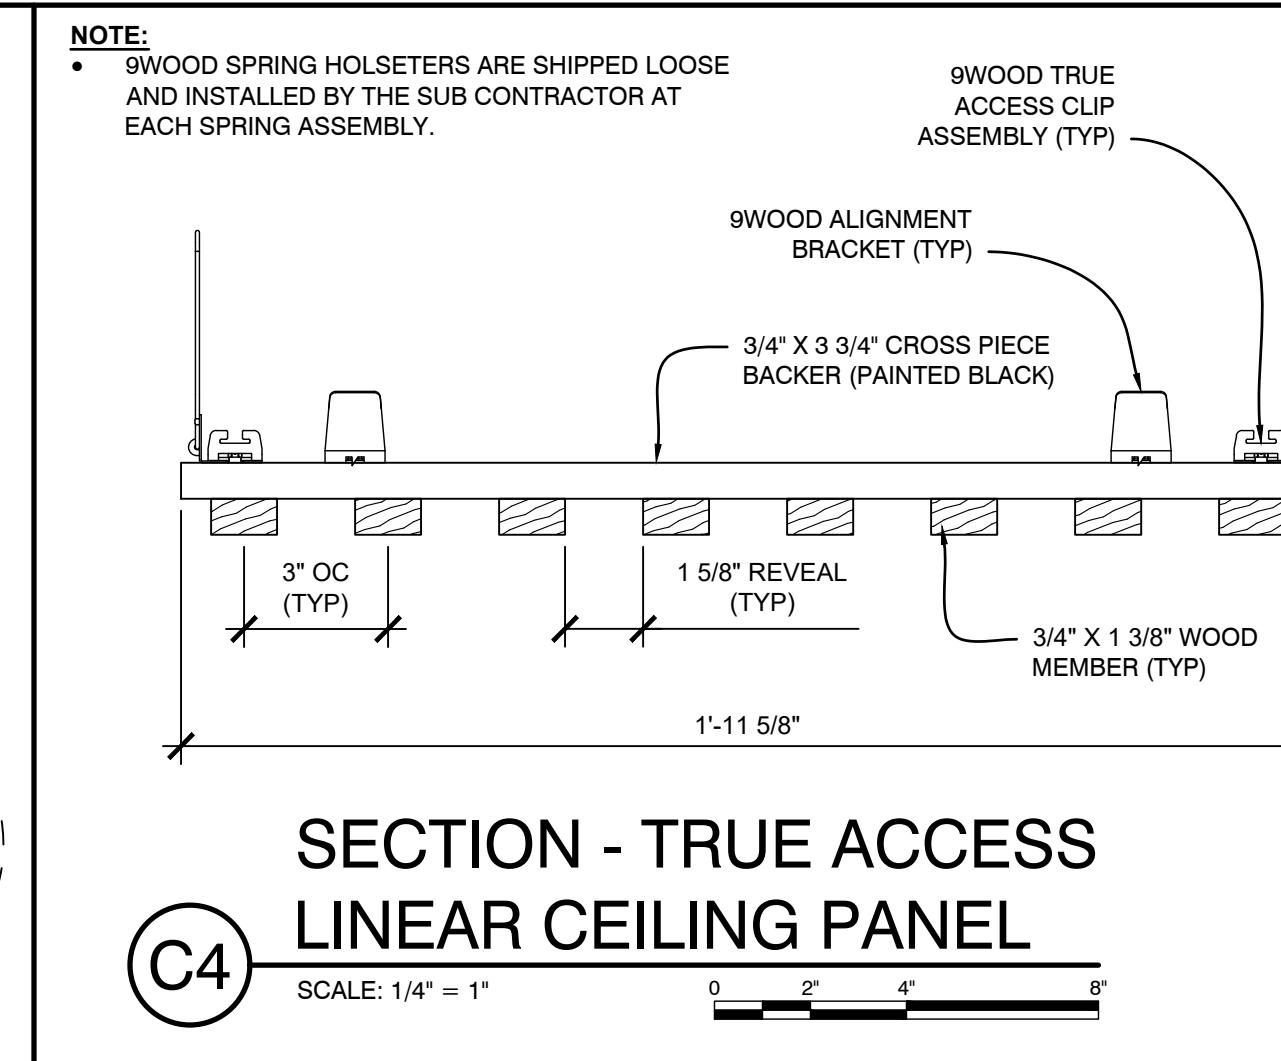 NOTE:
• 9WOOD SPRING HOLSETERS ARE SHIPPED LOOSE
AND INSTALLED BY THE SUB CONTRACTOR AT
EACH SPRING ASSEMBLY.
9WOOD TRUE
ACCESS CLIP
ASSEMBLY (TYP)
9WOOD ALIGNMENT
BRACKET (TYP)
3/4" X 3 3/4" CROSS PIECE
BACKER (PAINTED BLACK)
3" OC
(TYP)
1 5/8" REVEAL
(TYP)
3/4" X 1 3/8" WOOD
MEMBER (TYP)
1'-11 5/8"
SECTION - TRUE ACCESS
LINEAR CEILING PANEL
C4
SCALE: 1/4" = 1"
0 2" 4" 8"